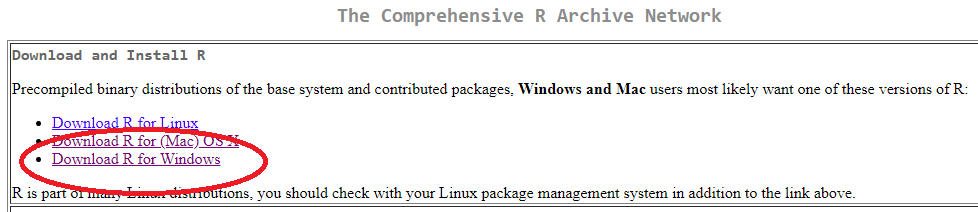 The Comprehensive R Archive Network
Download and Install R
Precompiled binary distributions of the base system and contributed packages, Windows and Mac users most likely want one of these versions of R:
Download R for Linux
Download R for (Mac) OS X
Download R for Windows
R is part of many Linux distributions, you should check with your Linux package management system in addition to the link above.